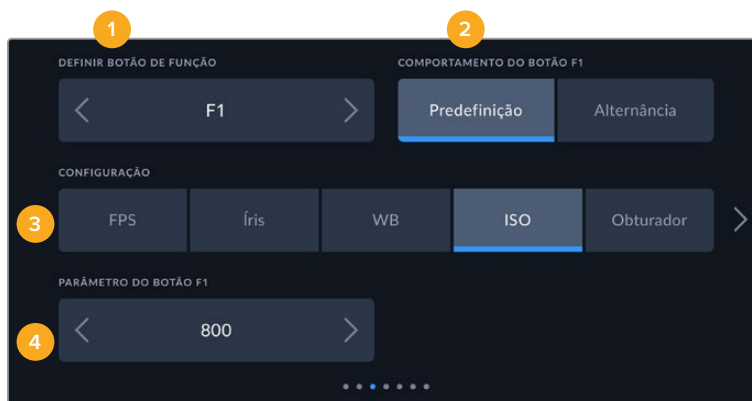 1 2
DEFINIR BOTÃO DE FUNÇÃO COMPORTAMENTO DO BOTÃO F1
F1 Predefinição Alternância
CONFIGURAÇÃO
3 FPS Íris WB ISO Obturador
PARÂMETRO DO BOTÃO F1
4 800